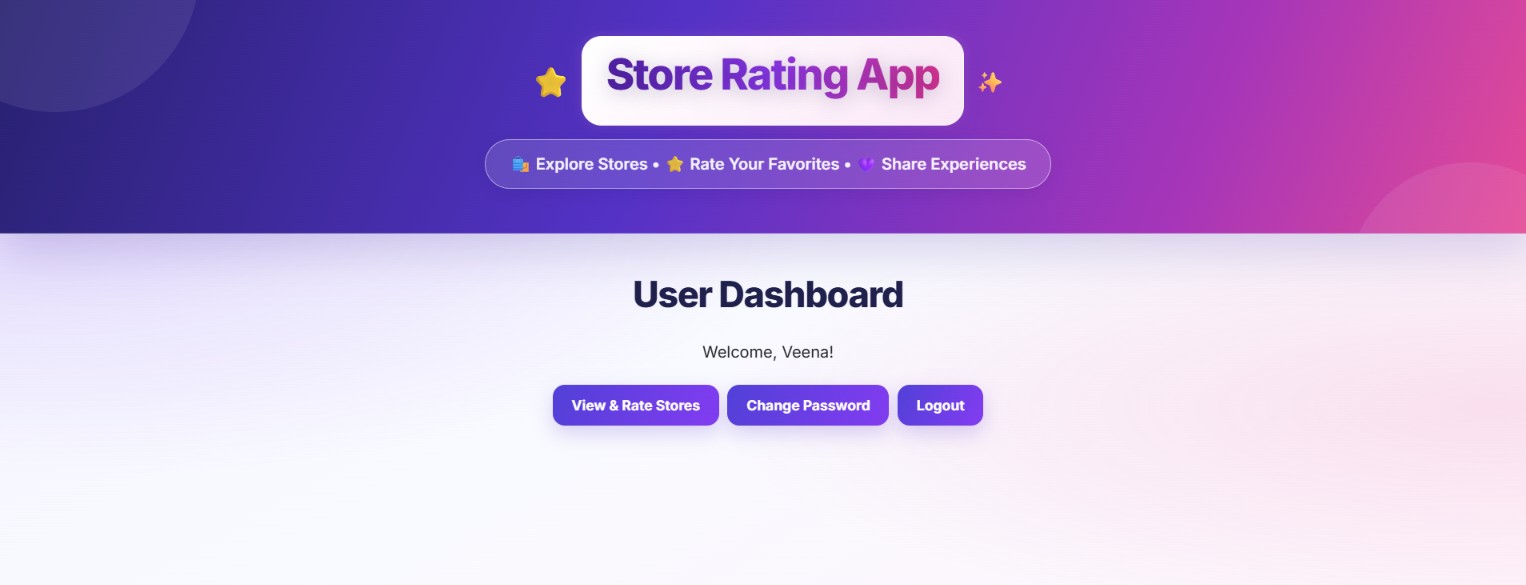 Store Rating App
Explore Stores • Rate Your Favorites • Share Experiences
User Dashboard
Welcome, Veena!
View & Rate Stores Change Password Logout